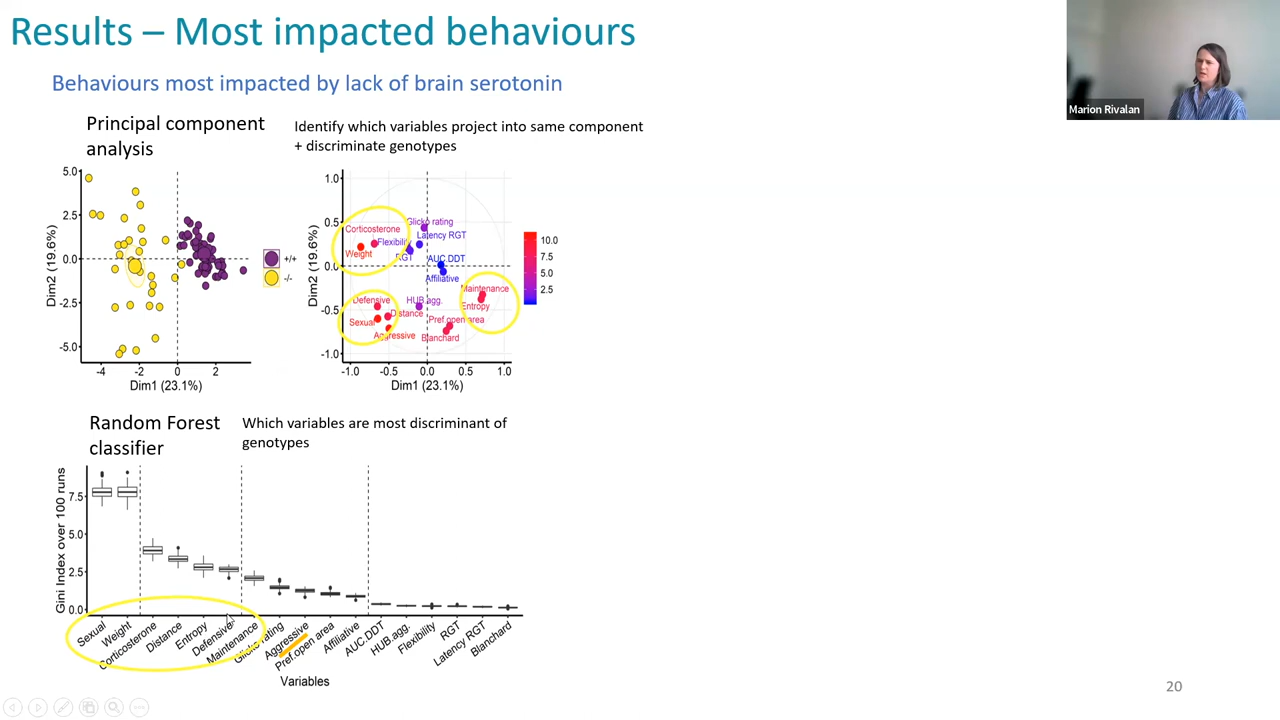 Results – Most impacted behaviours
Marion Rivalan
Behaviours most impacted by lack of brain serotonin
Principal component
analysis
Identify which variables project into same component
+ discriminate genotypes
5.0
2.5
0.0
-2.5
-5.0
Dim2 (19.6%)
-4 -2 0 2
Dim1 (23.1%)
+/+
-/-
1.0
0.5
0.0
-0.5
-1.0
Dim2 (19.6%)
Glicko rating
Corticosterone
Latency RGT
Flexibility
Weight
RGT
AUC.DDT
Affiliative
Maintenance
Defensive
HUB.agg.
Entropy
Distance
Sexual
Pref.open area
Aggressive
Blanchard
-1.0 -0.5 0.0 0.5 1.0
Dim1 (23.1%)
10.0
7.5
5.0
2.5
Random Forest
classifier
Which variables are most discriminant of
genotypes
Gini Index over 100 runs
7.5
5.0
2.5
0.0
Sexual
Weight
Corticosterone
Distance
Entropy
Defensive
Maintenance
Glicko rating
Aggressive
Pref.open area
Affiliative
AUC.DDT
HUB.agg.
Flexibility
RGT
Latency RGT
Blanchard
Variables
20